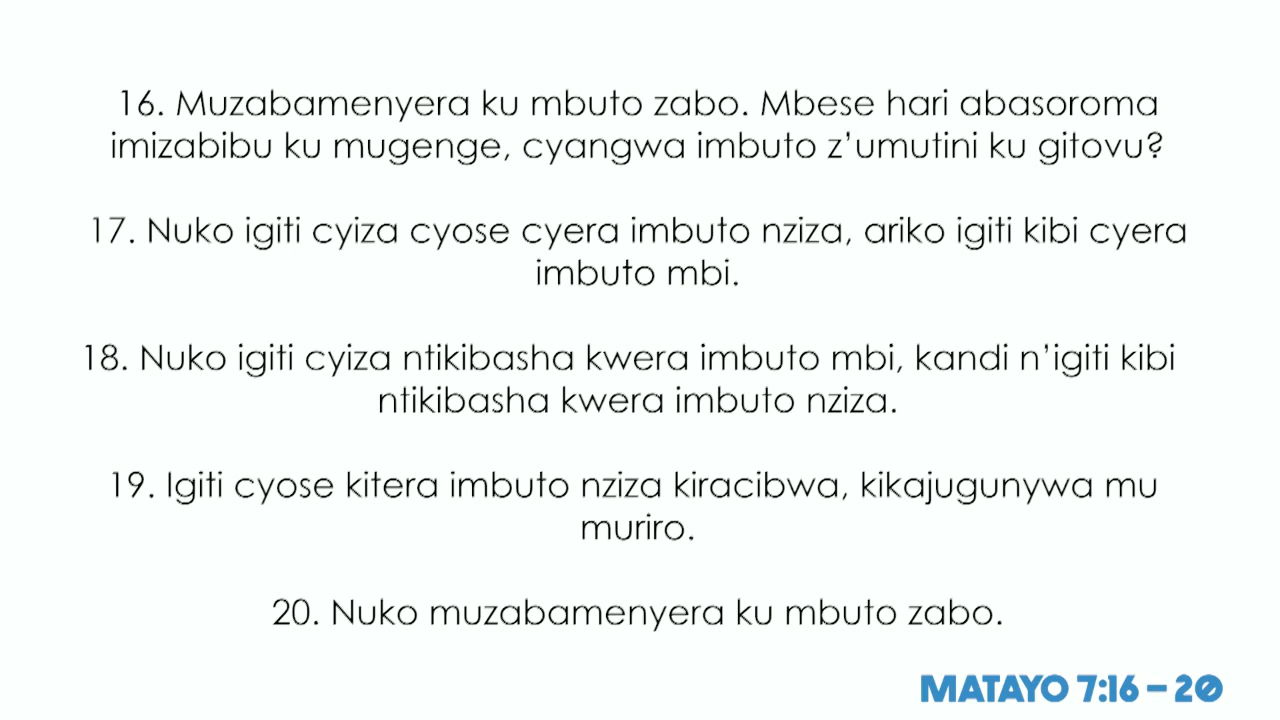 16. Muzabamenyera ku mbuto zabo. Mbese hari abasoroma
imizabibu ku mugenge, cyangwa imbuto z’umutini ku gitovu?
17. Nuko igiti cyiza cyose cyera imbuto nziza, ariko igiti kibi cyera
imbuto mbi.
18. Nuko igiti cyiza ntikibasha kwera imbuto mbi, kandi n’igiti kibi
ntikibasha kwera imbuto nziza.
19. Igiti cyose kitera imbuto nziza kiracibwa, kikajugunywa mu
muriro.
20. Nuko muzabamenyera ku mbuto zabo.
MATAYO 7:16 – 20